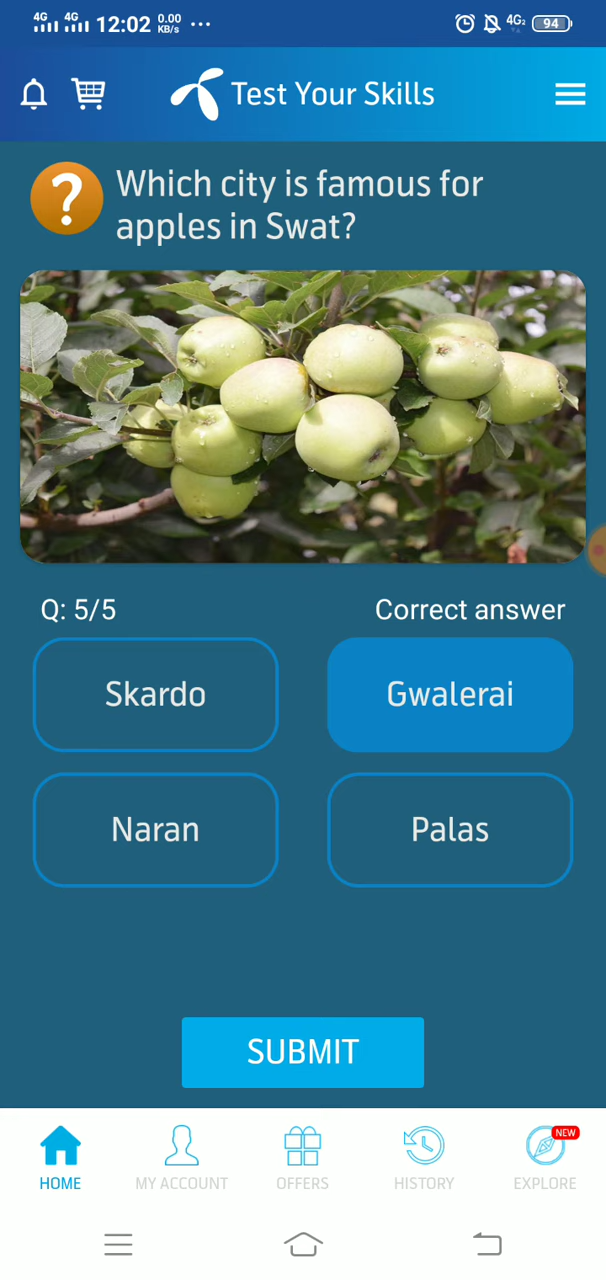 4G 4G 12:02 0.00 KB/s ... 4G2 94
Test Your Skills
?
Which city is famous for
apples in Swat?
Q: 5/5 Correct answer
Skardo Gwalerai
Naran Palas
SUBMIT
NEW
HOME MY ACCOUNT OFFERS HISTORY EXPLORE